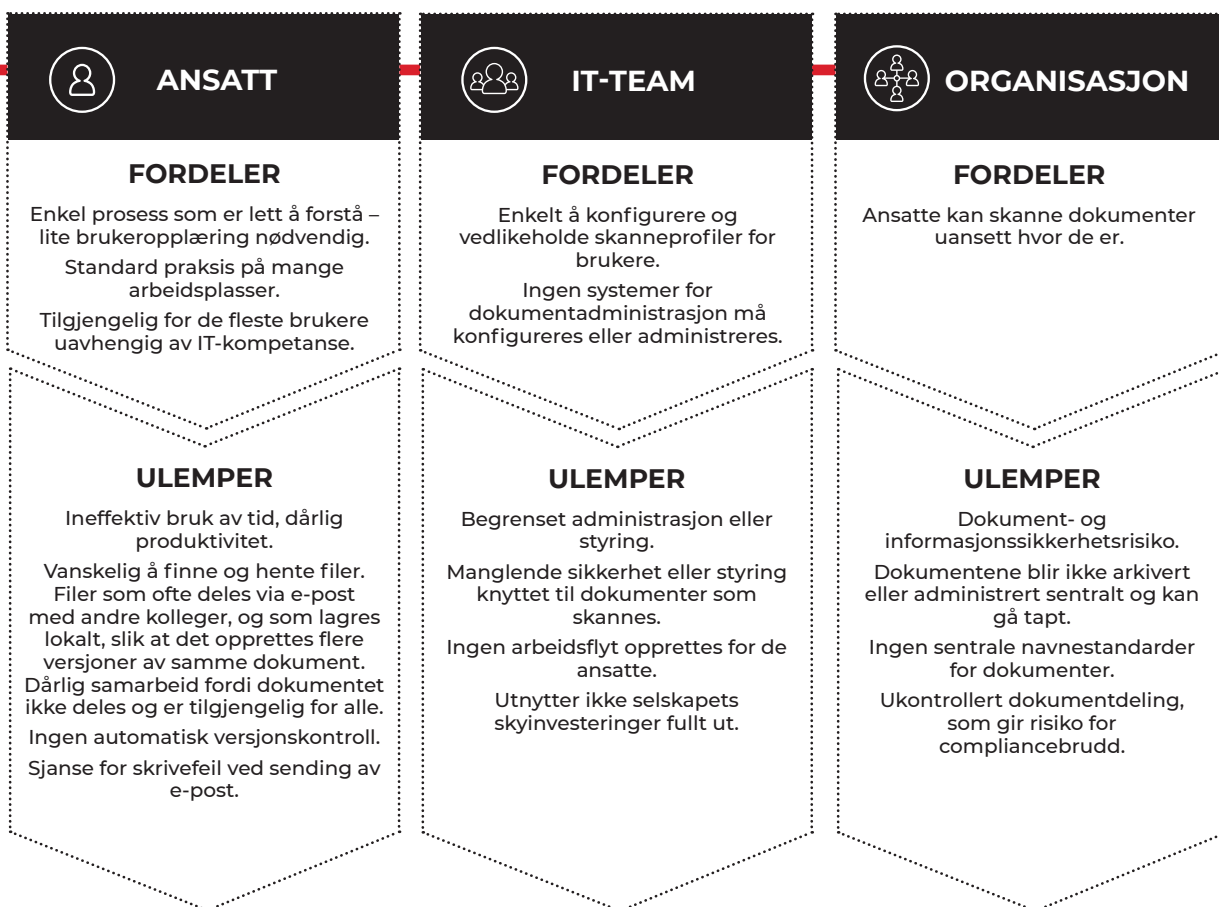 ANSATT
FORDELER
Enkel prosess som er lett å forstå –
lite brukeropplæring nødvendig.
Standard praksis på mange
arbeidsplasser.
Tilgjengelig for de fleste brukere
uavhengig av IT-kompetanse.
ULEMPER
Ineffektiv bruk av tid, dårlig
produktivitet.
Vanskelig å finne og hente filer.
Filer som ofte deles via e-post
med andre kolleger, og som lagres
lokalt, slik at det opprettes flere
versjoner av samme dokument.
Dårlig samarbeid fordi dokumentet
ikke deles og er tilgjengelig for alle.
Ingen automatisk versjonskontroll.
Sjanse for skrivefeil ved sending av
e-post.
IT-TEAM
FORDELER
Enkelt å konfigurere og
vedlikeholde skanneprofiler for
brukere.
Ingen systemer for
dokumentadministrasjon må
konfigureres eller administreres.
ULEMPER
Begrenset administrasjon eller
styring.
Manglende sikkerhet eller styring
knyttet til dokumenter som
skannes.
Ingen arbeidsflyt opprettes for de
ansatte.
Utnytter ikke selskapets
skyinvesteringer fullt ut.
ORGANISASJON
FORDELER
Ansatte kan skanne dokumenter
uansett hvor de er.
ULEMPER
Dokument- og
informasjonssikkerhetsrisiko.
Dokumentene blir ikke arkivert
eller administrert sentralt og kan
gå tapt.
Ingen sentrale navnestandarder
for dokumenter.
Ukontrollert dokumentdeling,
som gir risiko for
compliancebrudd.